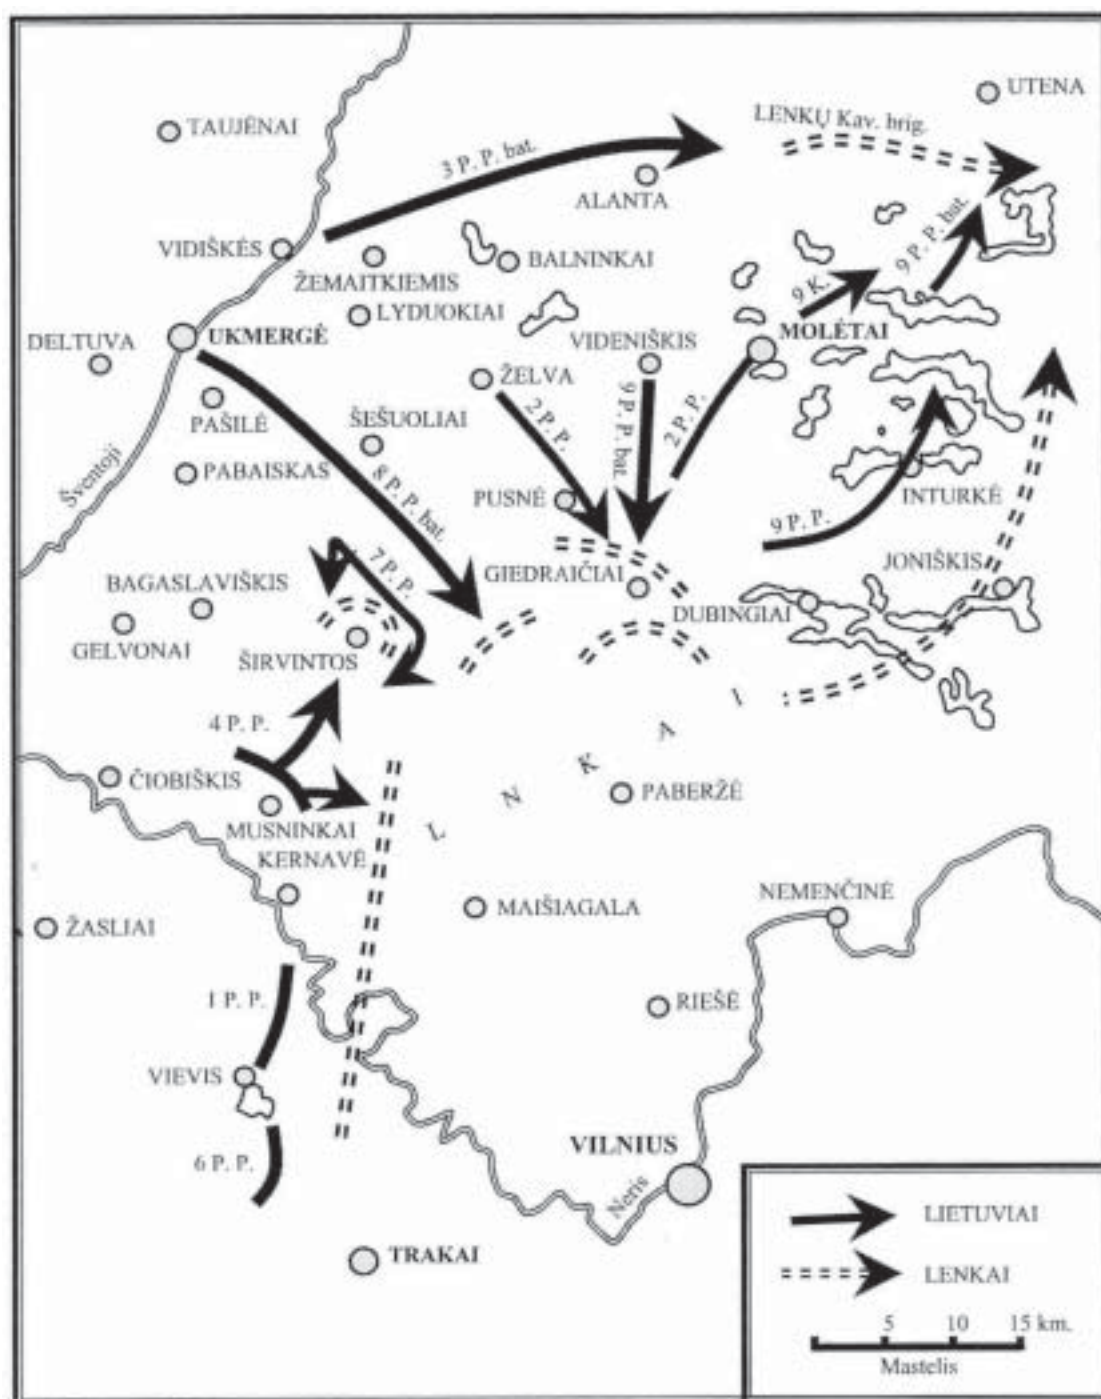 UTENA
LENKŲ Kav. brig.
TAUJĖNAI
3 P. P. bat.
ALANTA
VIDIŠKĖS
BALNINKAI
ŽEMAITKIEMIS
9 P. P. bat.
9 K.
LYDUOKIAI
UKMERGĖ
MOLĖTAI
DELTUVA
VIDENIŠKIS
ŽELVA
PAŠILĖ
ŠEŠUOLIAI
2 P. P.
9 P. P. bat.
2 P. P.
Šventoji
PABAISKAS
8 P. P. bat.
PUSNĖ
INTURKĖ
9 P. P.
7 P. P.
JONIŠKIS
BAGASLAVIŠKIS
GIEDRAIČIAI
DUBINGIAI
GELVONAI
ŠIRVINTOS
4 P. P.
L N K A I
ČIOBIŠKIS
PABERŽĖ
MUSNINKAI
KERNAVĖ
NEMENČINĖ
MAIŠIAGALA
ŽASLIAI
1 P. P.
RIEŠĖ
VIEVIS
VILNIUS
6 P. P.
Neris
TRAKAI
LIETUVIAI
LENKAI
5 10 15 km.
Mastelis